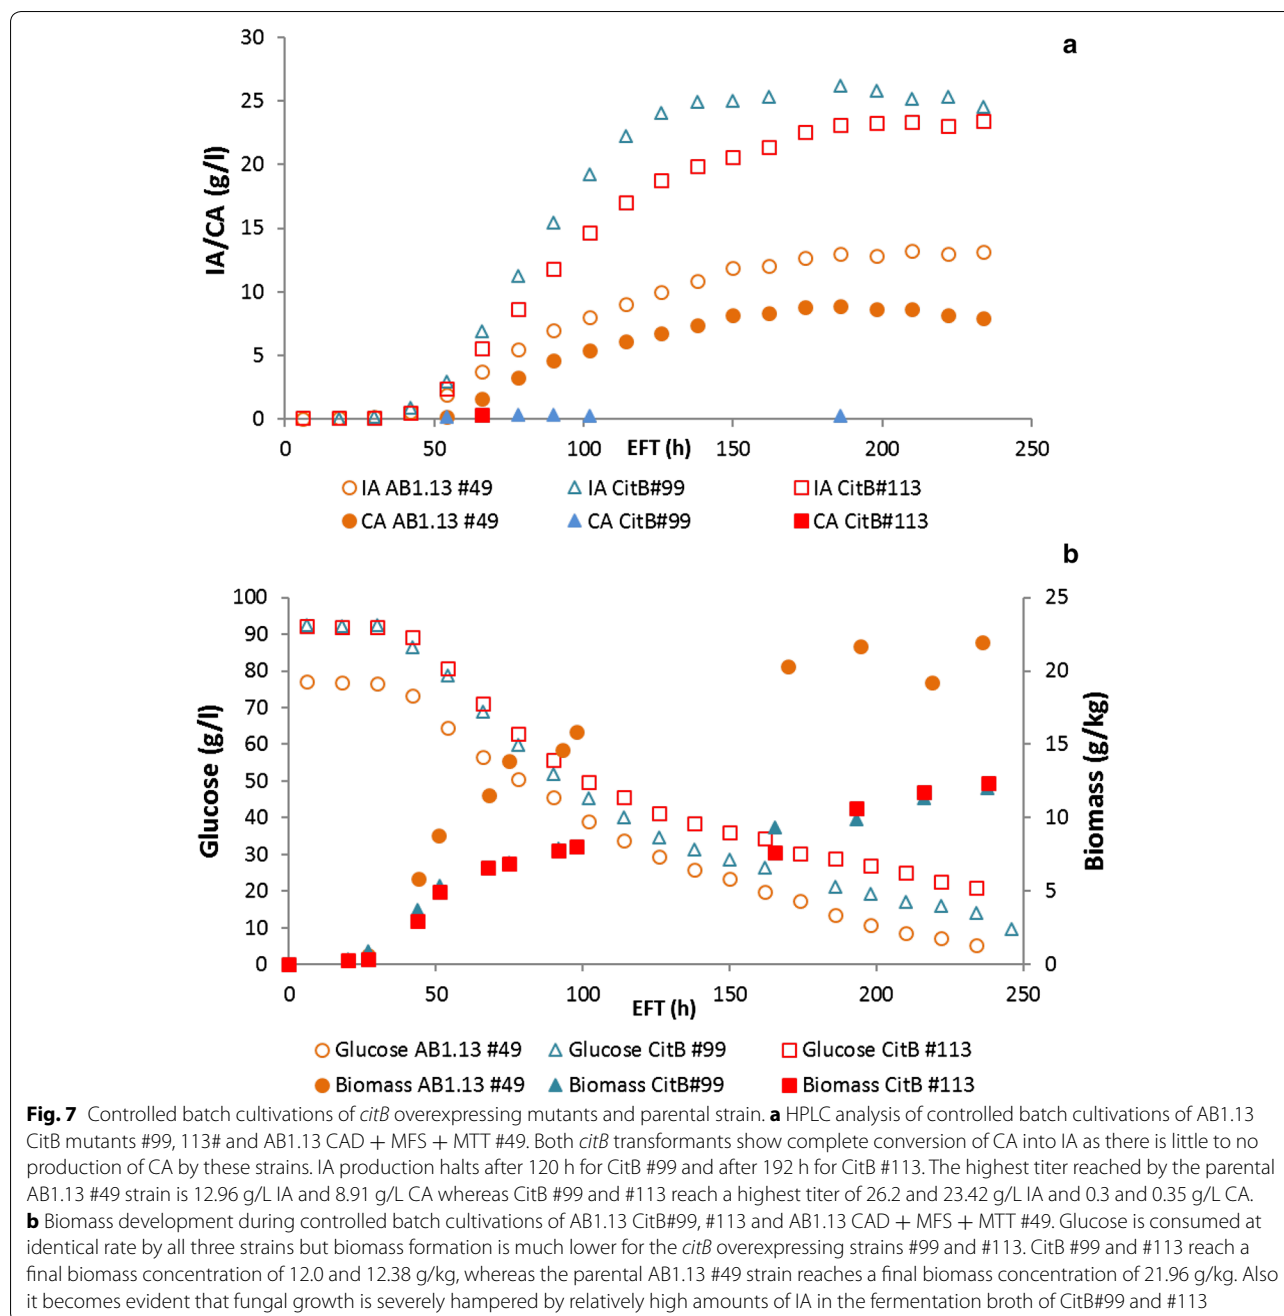 a
30
25
20
15
10
5
0
IA/CA (g/l)
0 50 100 150 200 250
EFT (h)
IA AB1.13 #49 IA CitB#99 IA CitB#113
CA AB1.13 #49 CA CitB#99 CA CitB#113
b
100
90
80
70
60
50
40
30
20
10
0
Glucose (g/l)
25
20
15
10
5
0
Biomass (g/kg)
0 50 100 150 200 250
EFT (h)
Glucose AB1.13 #49 Glucose CitB #99 Glucose CitB #113
Biomass AB1.13 #49 Biomass CitB#99 Biomass CitB #113
Fig. 7 Controlled batch cultivations of citB overexpressing mutants and parental strain. a HPLC analysis of controlled batch cultivations of AB1.13
CitB mutants #99, 113# and AB1.13 CAD + MFS + MTT #49. Both citB transformants show complete conversion of CA into IA as there is little to no
production of CA by these strains. IA production halts after 120 h for CitB #99 and after 192 h for CitB #113. The highest titer reached by the parental
AB1.13 #49 strain is 12.96 g/L IA and 8.91 g/L CA whereas CitB #99 and #113 reach a highest titer of 26.2 and 23.42 g/L IA and 0.3 and 0.35 g/L CA.
b Biomass development during controlled batch cultivations of AB1.13 CitB#99, #113 and AB1.13 CAD + MFS + MTT #49. Glucose is consumed at
identical rate by all three strains but biomass formation is much lower for the citB overexpressing strains #99 and #113. CitB #99 and #113 reach a
final biomass concentration of 12.0 and 12.38 g/kg, whereas the parental AB1.13 #49 strain reaches a final biomass concentration of 21.96 g/kg. Also
it becomes evident that fungal growth is severely hampered by relatively high amounts of IA in the fermentation broth of CitB#99 and #113